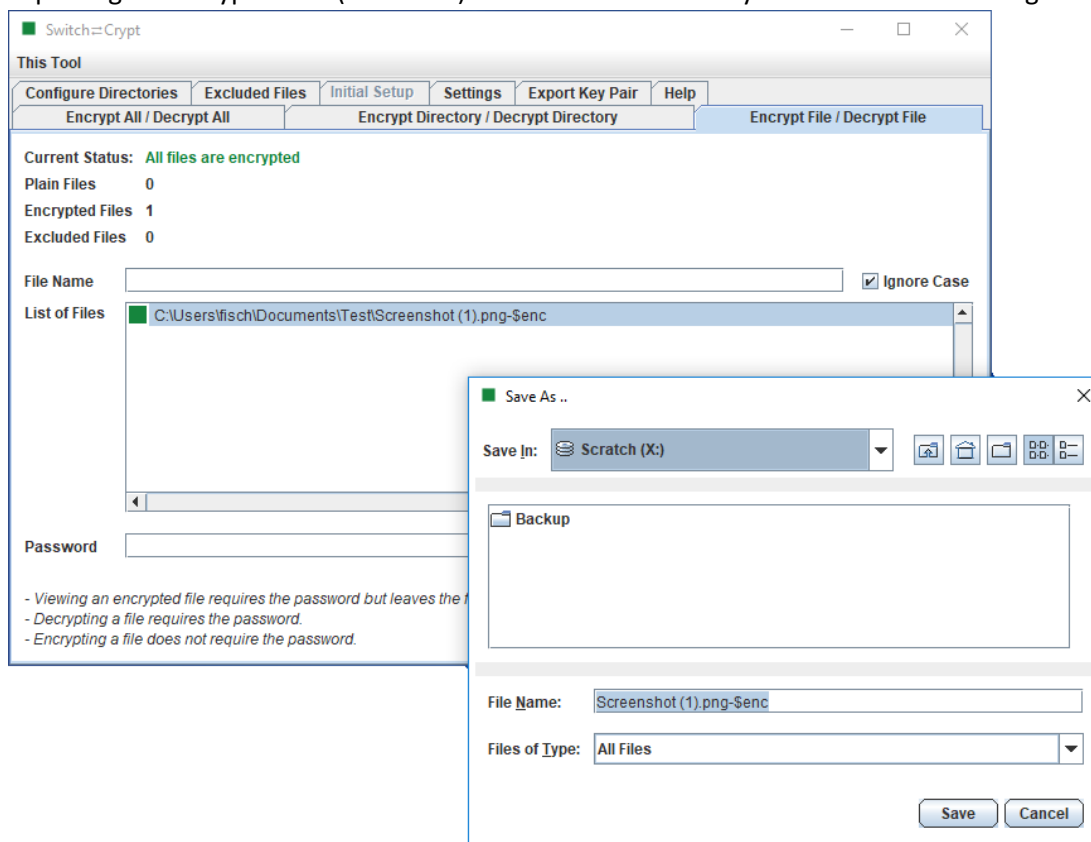 Switch⇄Crypt
This Tool
Configure Directories Excluded Files Initial Setup Settings Export Key Pair Help
Encrypt All / Decrypt All Encrypt Directory / Decrypt Directory Encrypt File / Decrypt File
Current Status: All files are encrypted
Plain Files 0
Encrypted Files 1
Excluded Files 0
File Name Ignore Case
List of Files C:\Users\fisch\Documents\Test\Screenshot (1).png-$enc
Password
- Viewing an encrypted file requires the password but leaves the
- Decrypting a file requires the password.
- Encrypting a file does not require the password.
Save As ..
Save In: Scratch (X:)
Backup
File Name: Screenshot (1).png-$enc
Files of Type: All Files
Save Cancel